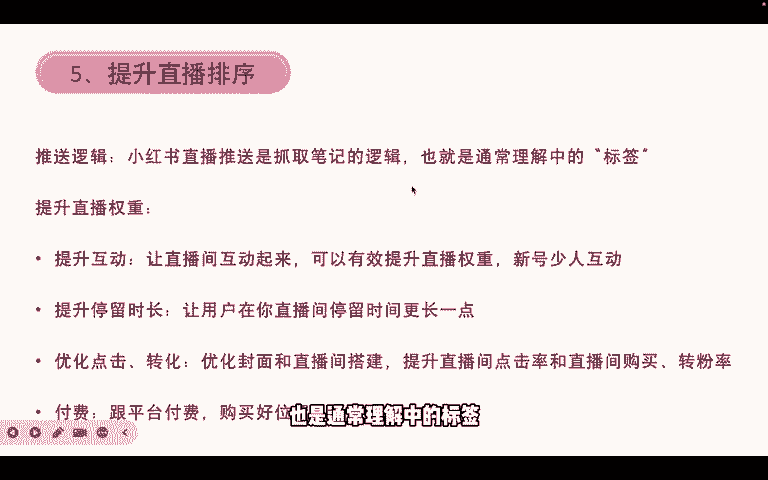 5、提升直播排序
推送逻辑：小红书直播推送是抓取笔记的逻辑，也就是通常理解中的“标签”
提升直播权重：
• 提升互动：让直播间互动起来，可以有效提升直播权重，新号少人互动
• 提升停留时长：让用户在你直播间停留时间更长一点
• 优化点击、转化：优化封面和直播间搭建，提升直播间点击率和直播间购买、转粉率
• 付费：跟平台付费，购买好位
也是通常理解中的标签